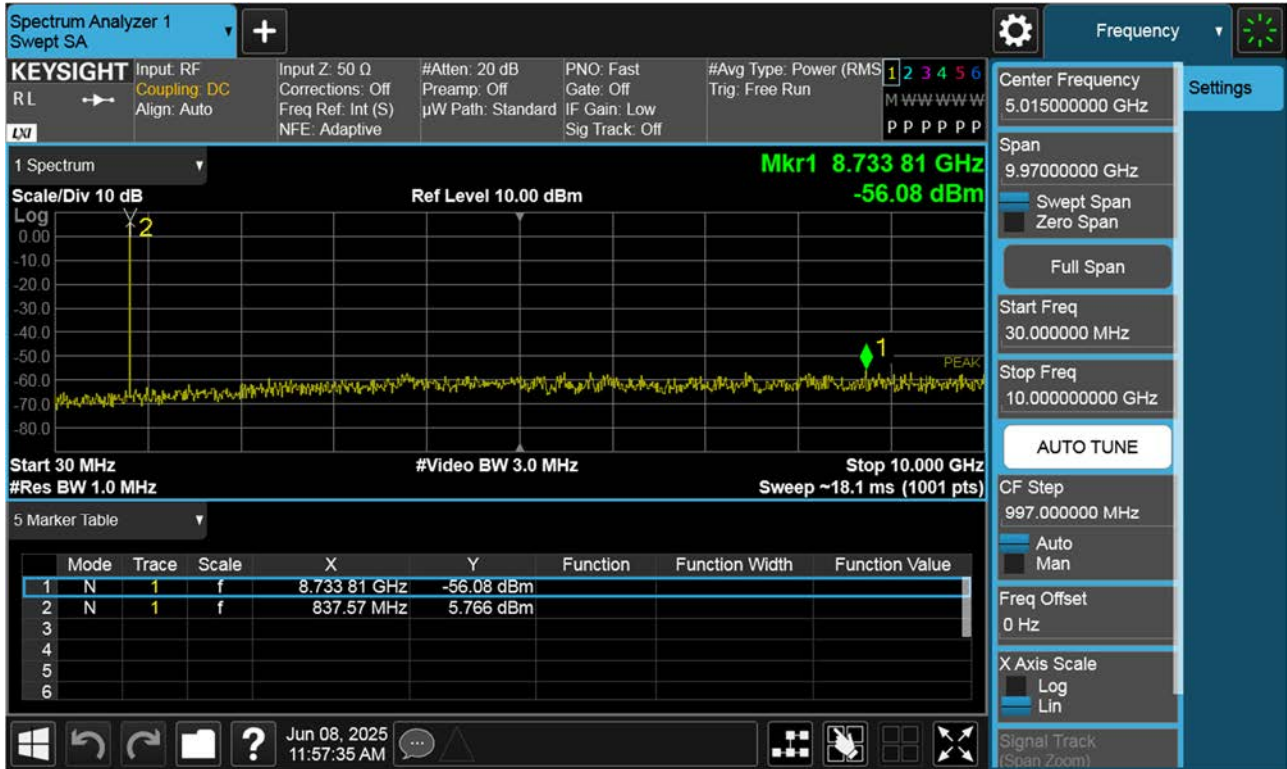 Spectrum Analyzer 1
Swept SA
+
Frequency
KEYSIGHT
RL
LXI
Input: RF
Coupling: DC
Align: Auto
Input Z: 50 Ω
Corrections: Off
Freq Ref: Int (S)
NFE: Adaptive
#Atten: 20 dB
Preamp: Off
µW Path: Standard
PNO: Fast
Gate: Off
IF Gain: Low
Sig Track: Off
#Avg Type: Power (RMS
Trig: Free Run
1 2 3 4 5 6
M W W W W W
P P P P P P
1 Spectrum
Mkr1 8.733 81 GHz
-56.08 dBm
Scale/Div 10 dB
Ref Level 10.00 dBm
Log
0.00
-10.0
-20.0
-30.0
-40.0
-50.0
-60.0
-70.0
-80.0
2
1
PEAK
Start 30 MHz
#Video BW 3.0 MHz
Stop 10.000 GHz
#Res BW 1.0 MHz
Sweep ~18.1 ms (1001 pts)
5 Marker Table
Mode Trace Scale X Y Function Function Width Function Value
1 N 1 f 8.733 81 GHz -56.08 dBm
2 N 1 f 837.57 MHz 5.766 dBm
3
4
5
6
?
Jun 08, 2025
11:57:35 AM
Center Frequency
5.015000000 GHz
Settings
Span
9.97000000 GHz
Swept Span
Zero Span
Full Span
Start Freq
30.000000 MHz
Stop Freq
10.000000000 GHz
AUTO TUNE
CF Step
997.000000 MHz
Auto
Man
Freq Offset
0 Hz
X Axis Scale
Log
Lin
Signal Track
(Span Zoom)